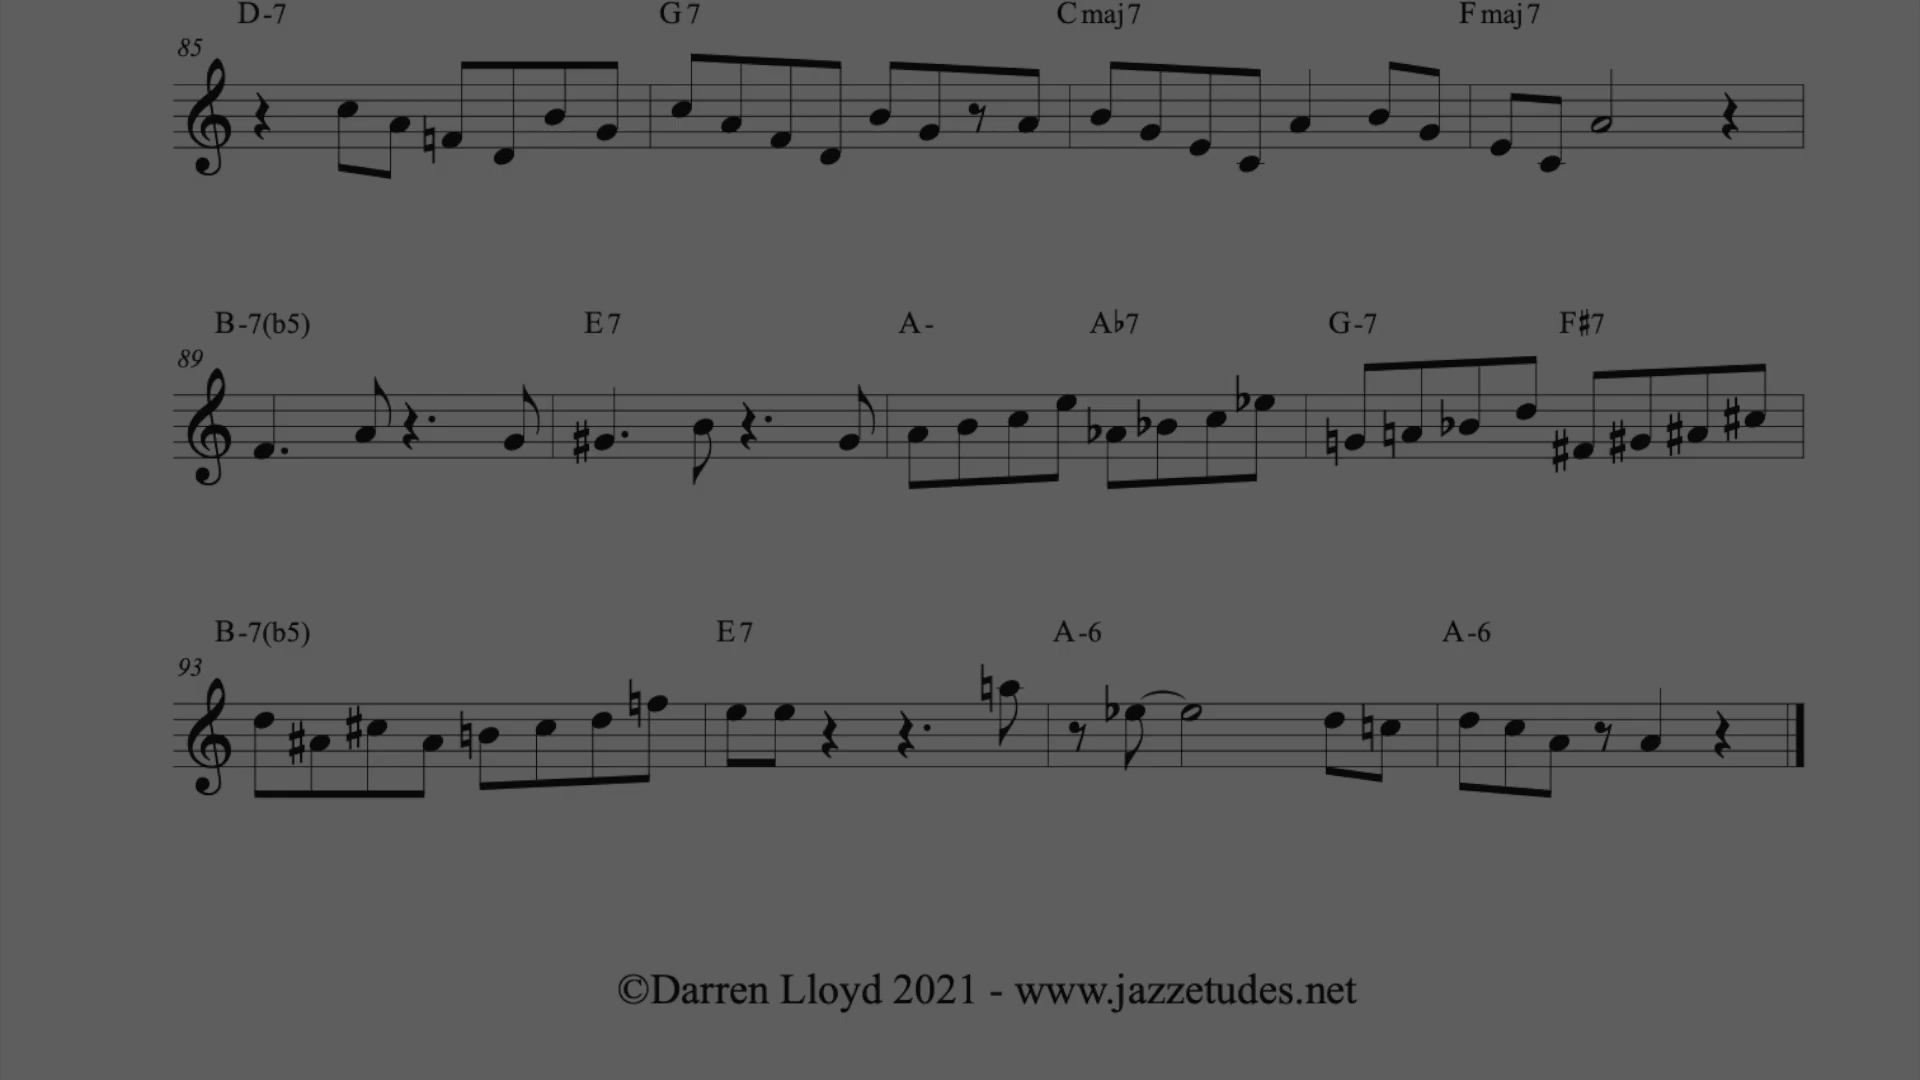 D-7 G7 Cmaj7 Fmaj7
85
B-7(b5) E7 A- A♭7 G-7 F♯7
89
B-7(b5) E7 A-6 A-6
93
©Darren Lloyd 2021 - www.jazzetudes.net